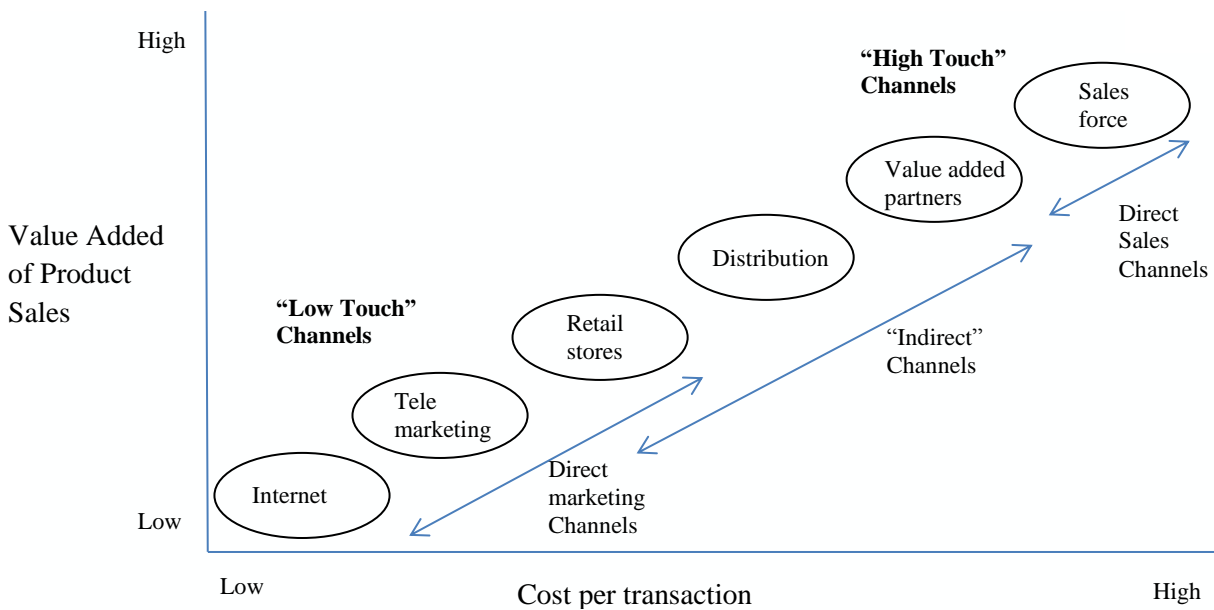 High
“High Touch”
Channels
Sales
force
Value added
partners
Direct
Sales
Channels
Value Added
of Product
Sales
Distribution
“Low Touch”
Channels
Retail
stores
“Indirect”
Channels
Tele
marketing
Direct
marketing
Channels
Internet
Low
Low
Cost per transaction
High